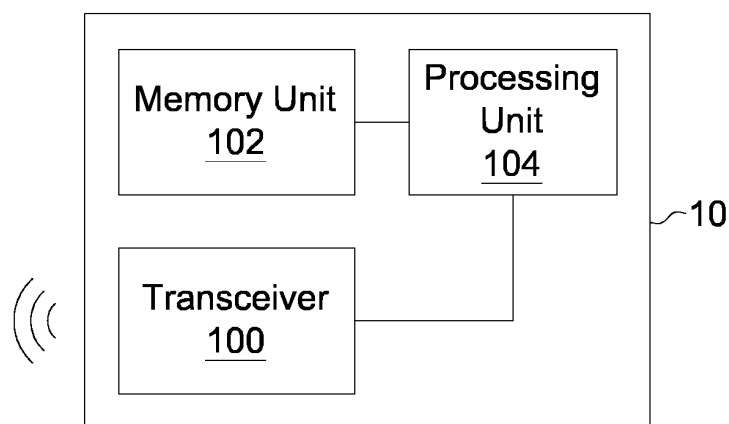 Memory Unit
102
Processing
Unit
104
10
Transceiver
100